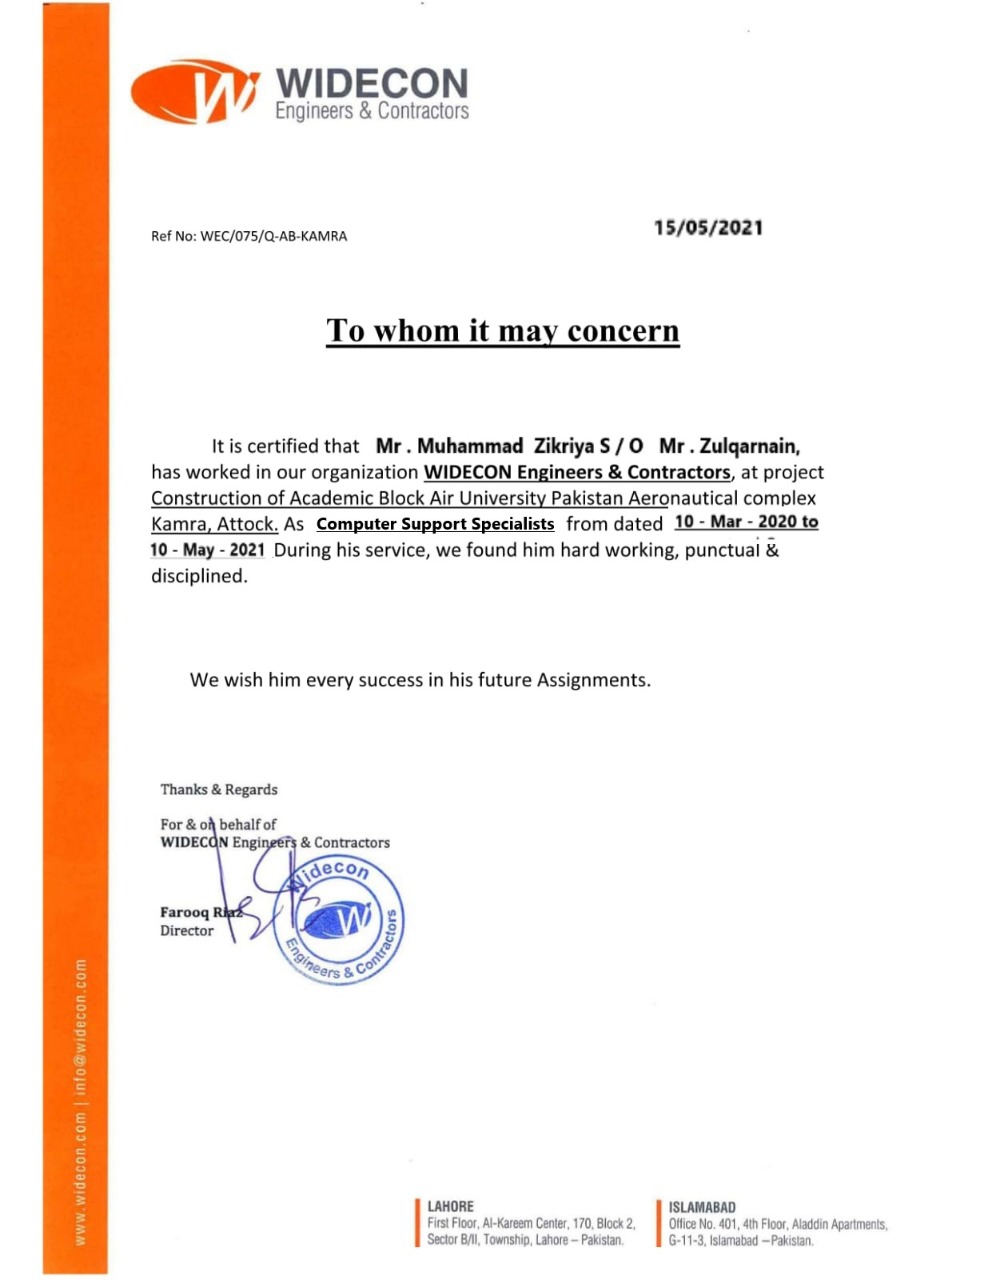 WIDECON
Engineers & Contractors
Ref No: WEC/075/Q-AB-KAMRA
15/05/2021
To whom it may concern
It is certified that Mr . Muhammad Zikriya S / O Mr . Zulqarnain,
has worked in our organization WIDECON Engineers & Contractors, at project
Construction of Academic Block Air University Pakistan Aeronautical complex
Kamra, Attock. As Computer Support Specialists from dated 10 - Mar - 2020 to
10 - May - 2021 During his service, we found him hard working, punctual &
disciplined.
We wish him every success in his future Assignments.
Thanks & Regards
For & on behalf of
WIDECON Engineers & Contractors
Farooq Riaz
Director
Widecon
W
Engineers & Contractors
www.widecon.com | info@widecon.com
LAHORE
First Floor, Al-Kareem Center, 170, Block 2,
Sector B/II, Township, Lahore – Pakistan.
ISLAMABAD
Office No. 401, 4th Floor, Aladdin Apartments,
G-11-3, Islamabad – Pakistan.